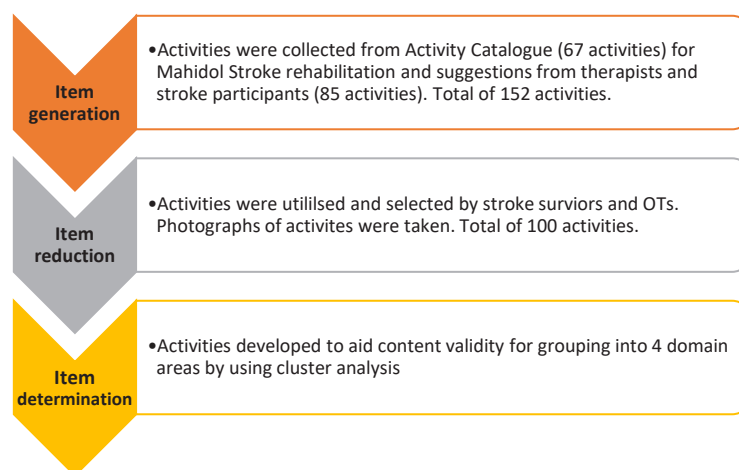 Item
generation
•Activities were collected from Activity Catalogue (67 activities) for
Mahidol Stroke rehabilitation and suggestions from therapists and
stroke participants (85 activities). Total of 152 activities.
Item
reduction
•Activities were utililsed and selected by stroke surviors and OTs.
Photographs of activites were taken. Total of 100 activities.
Item
determination
•Activities developed to aid content validity for grouping into 4 domain
areas by using cluster analysis